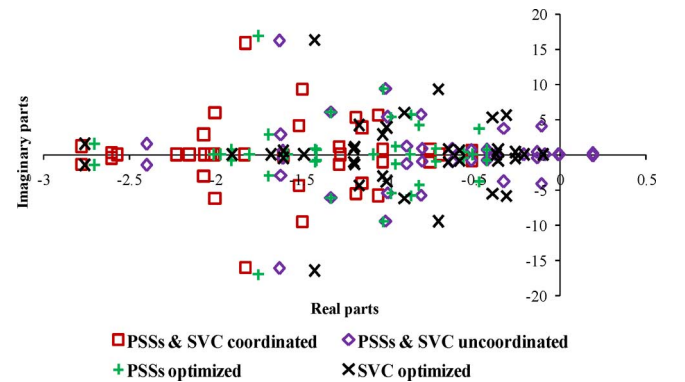 20
15
10
5
0
-3 -2.5 -2 -1.5 -1 -0.5 0 0.5
-5
-10
-15
-20
Imaginary parts
Real parts
PSSs & SVC coordinated PSSs & SVC uncoordinated
PSSs optimized SVC optimized